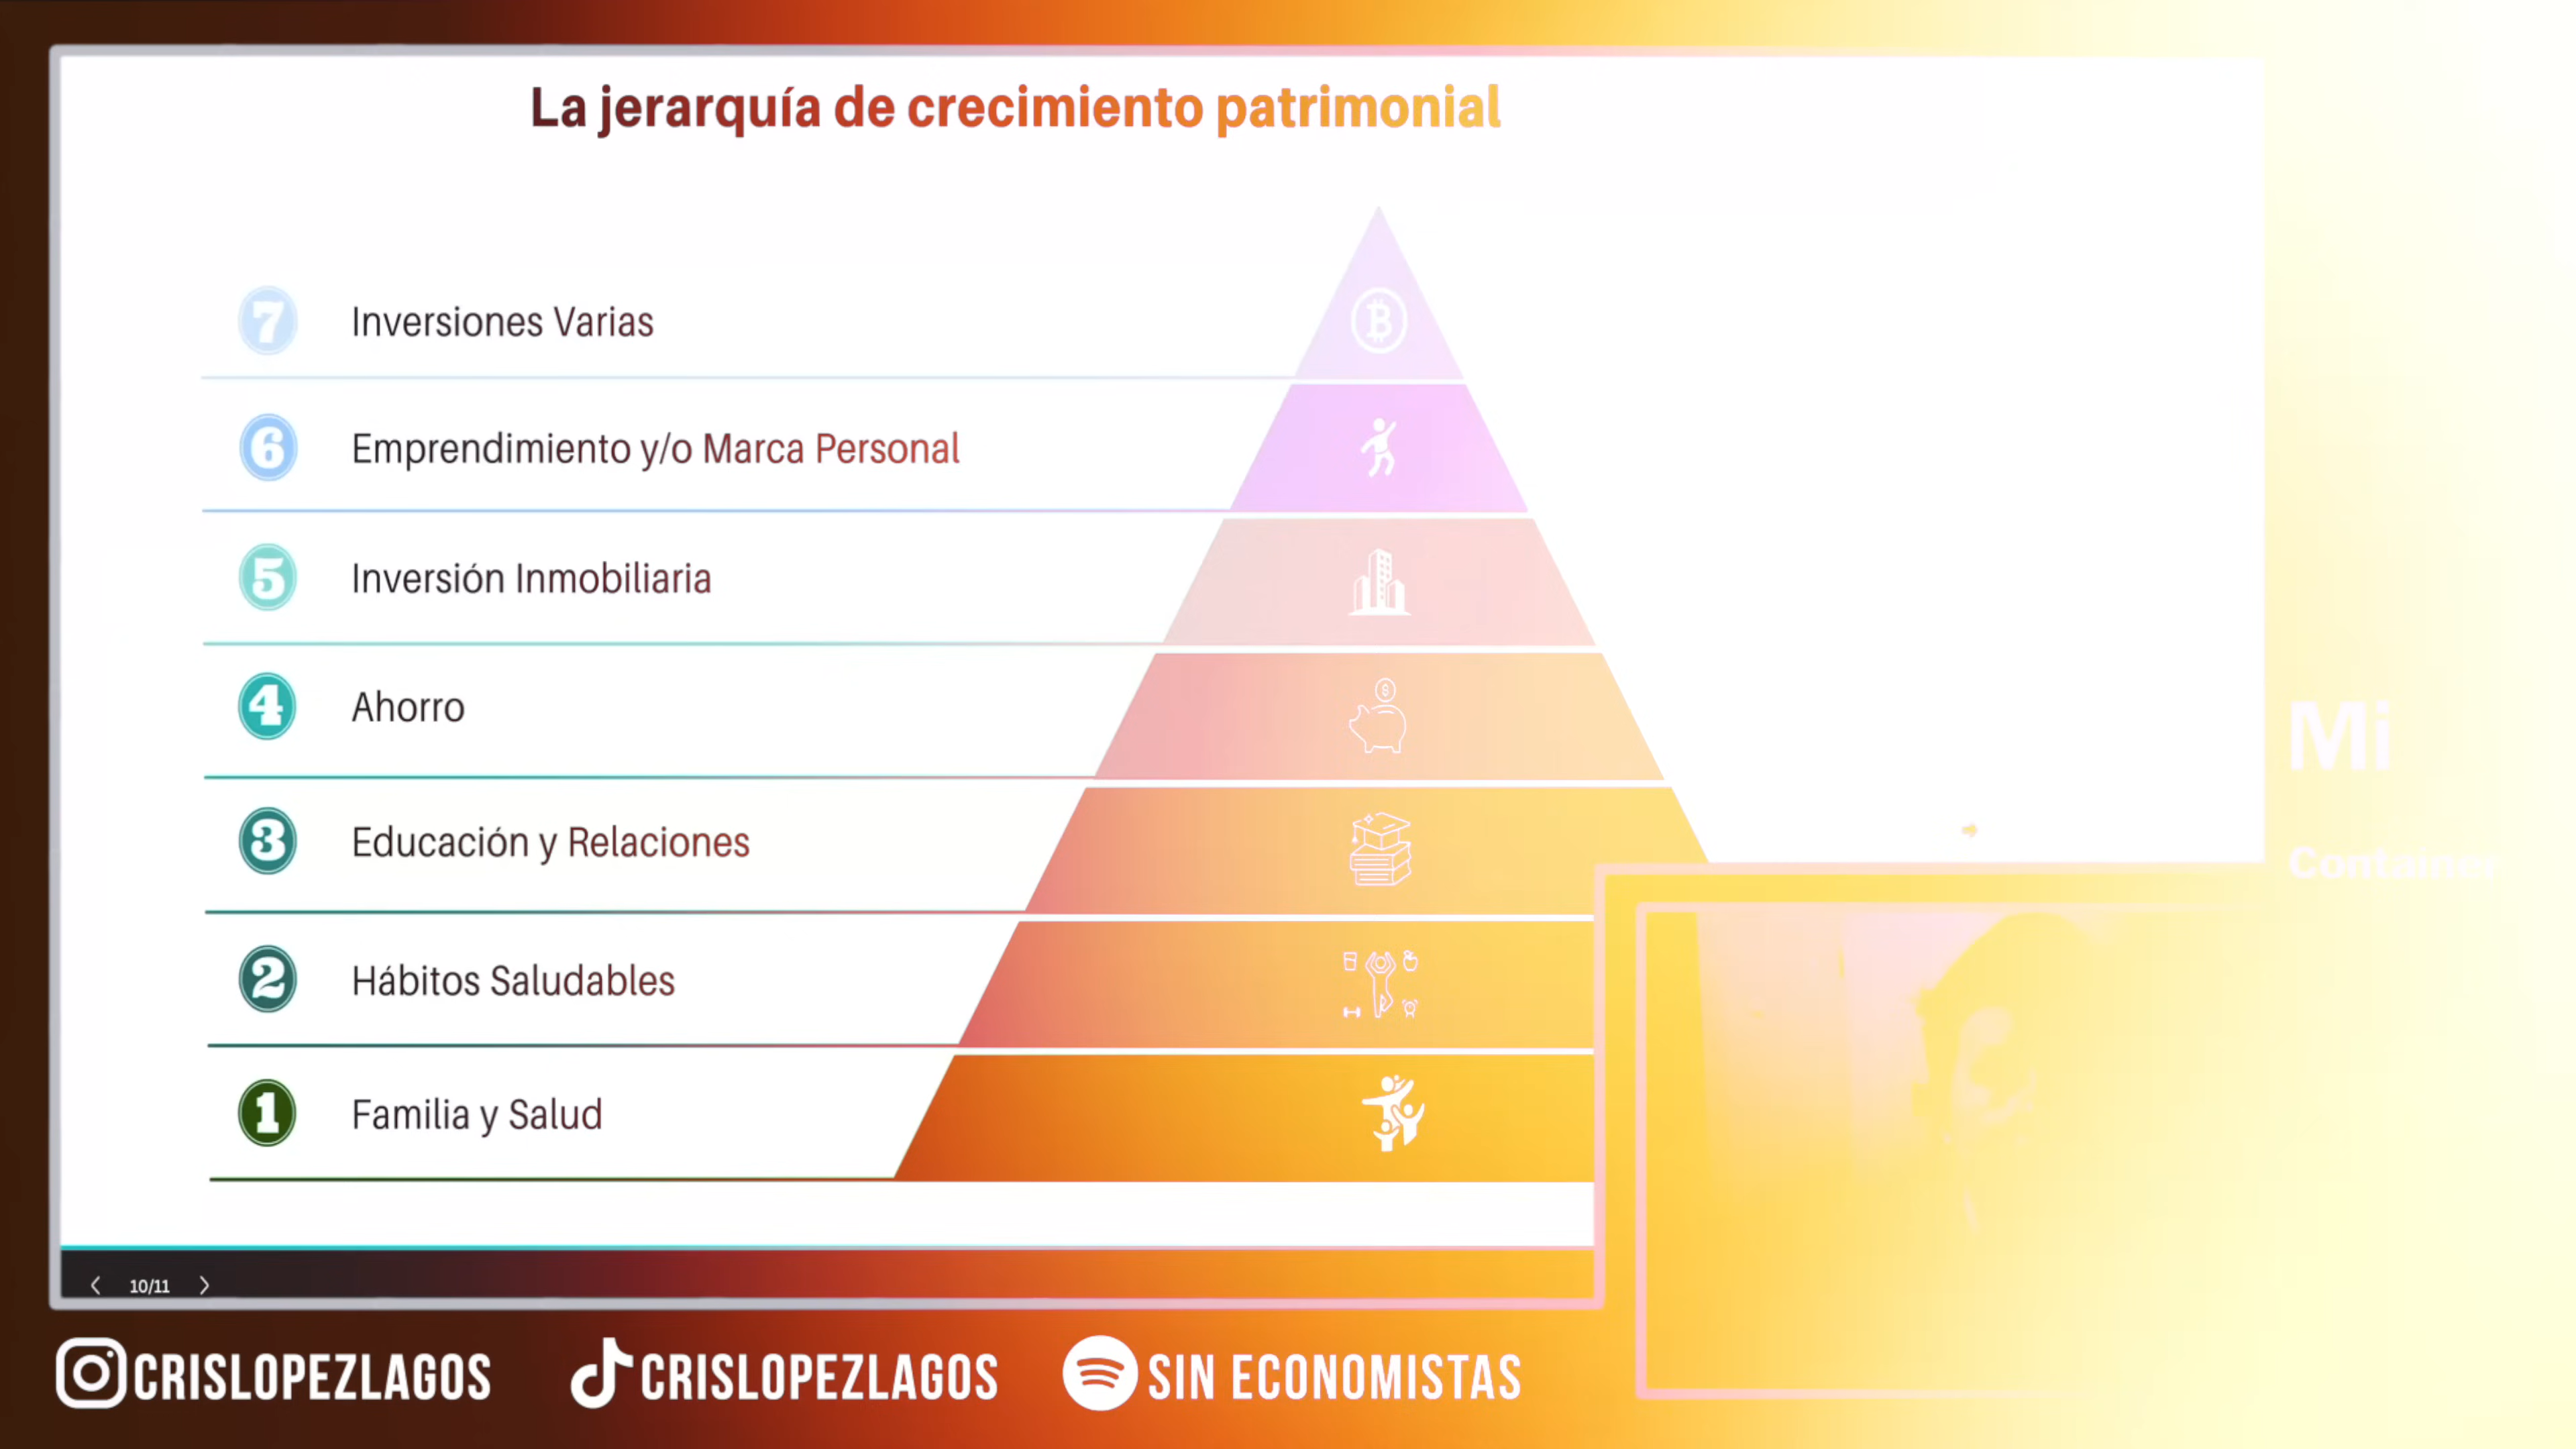 La jerarquía de crecimiento patrimonial
7 Inversiones Varias
6 Emprendimiento y/o Marca Personal
5 Inversión Inmobiliaria
4 Ahorro
3 Educación y Relaciones
2 Hábitos Saludables
1 Familia y Salud
Mi
Container
10/11
CRISLOPEZLAGOS
CRISLOPEZLAGOS
SIN ECONOMISTAS